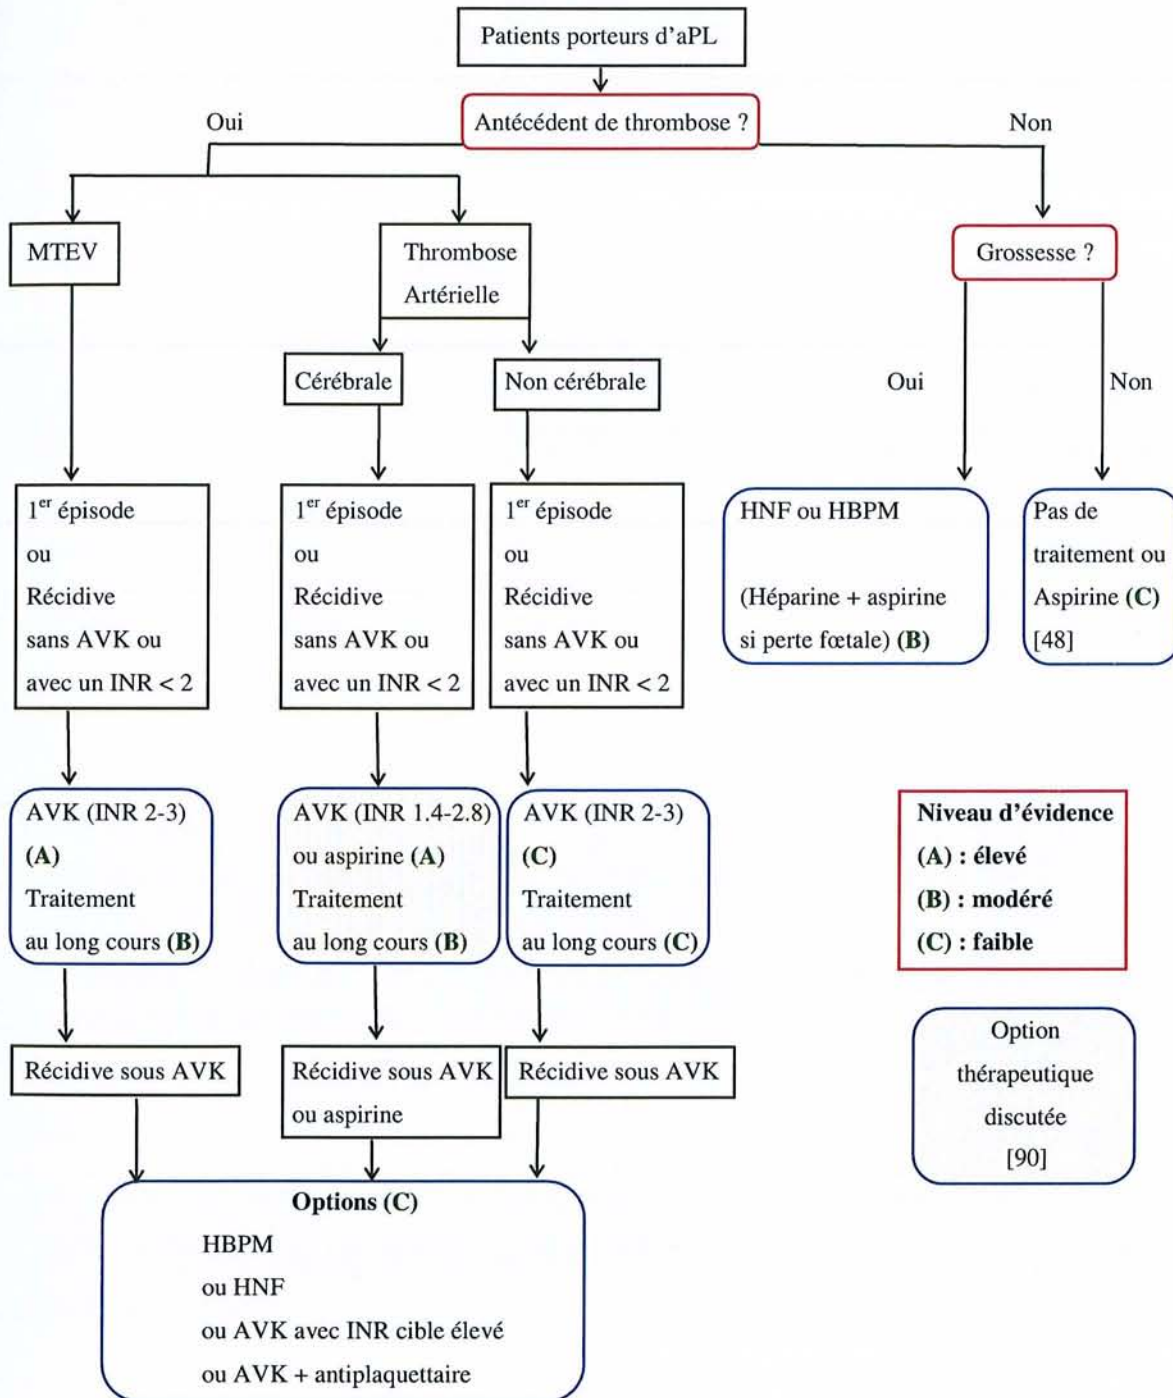 Patients porteurs d'aPL
Antécédent de thrombose ?
Oui
Non
MTEV
Thrombose
Artérielle
Grossesse ?
Cérébrale
Non cérébrale
Oui
Non
1er épisode
ou
Récidive
sans AVK ou
avec un INR < 2
1er épisode
ou
Récidive
sans AVK ou
avec un INR < 2
1er épisode
ou
Récidive
sans AVK ou
avec un INR < 2
HNF ou HBPM
(Héparine + aspirine
si perte fœtale) (B)
Pas de
traitement ou
Aspirine (C)
[48]
AVK (INR 2-3)
(A)
Traitement
au long cours (B)
AVK (INR 1.4-2.8)
ou aspirine (A)
Traitement
au long cours (B)
AVK (INR 2-3)
(C)
Traitement
au long cours (C)
Niveau d'évidence
(A) : élevé
(B) : modéré
(C) : faible
Récidive sous AVK
Récidive sous AVK
ou aspirine
Récidive sous AVK
Option
thérapeutique
discutée
[90]
Options (C)
HBPM
ou HNF
ou AVK avec INR cible élevé
ou AVK + antiplaquettaire